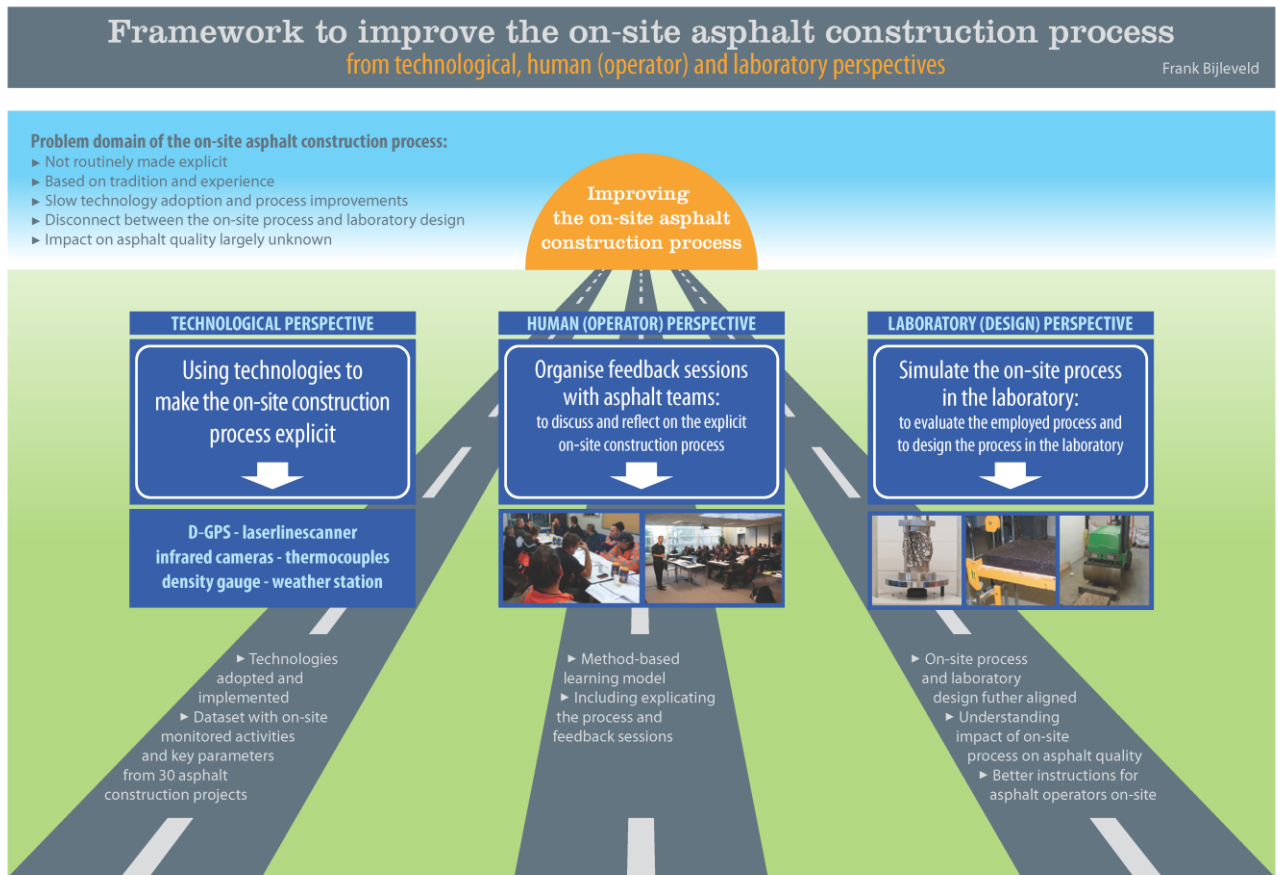 Framework to improve the on-site asphalt construction process
from technological, human (operator) and laboratory perspectives
Frank Bijleveld
Problem domain of the on-site asphalt construction process:
► Not routinely made explicit
► Based on tradition and experience
► Slow technology adoption and process improvements
► Disconnect between the on-site process and laboratory design
► Impact on asphalt quality largely unknown
Improving
the on-site asphalt
construction process
TECHNOLOGICAL PERSPECTIVE
Using technologies to
make the on-site construction
process explicit
D-GPS - laserlinescanner
infrared cameras - thermocouples
density gauge - weather station
► Technologies
adopted and
implemented
► Dataset with on-site
monitored activities
and key parameters
from 30 asphalt
construction projects
HUMAN (OPERATOR) PERSPECTIVE
Organise feedback sessions
with asphalt teams:
to discuss and reflect on the explicit
on-site construction process
► Method-based
learning model
► Including explicating
the process and
feedback sessions
LABORATORY (DESIGN) PERSPECTIVE
Simulate the on-site process
in the laboratory:
to evaluate the employed process and
to design the process in the laboratory
► On-site process
and laboratory
design futher aligned
► Understanding
impact of on-site
process on asphalt quality
► Better instructions for
asphalt operators on-site